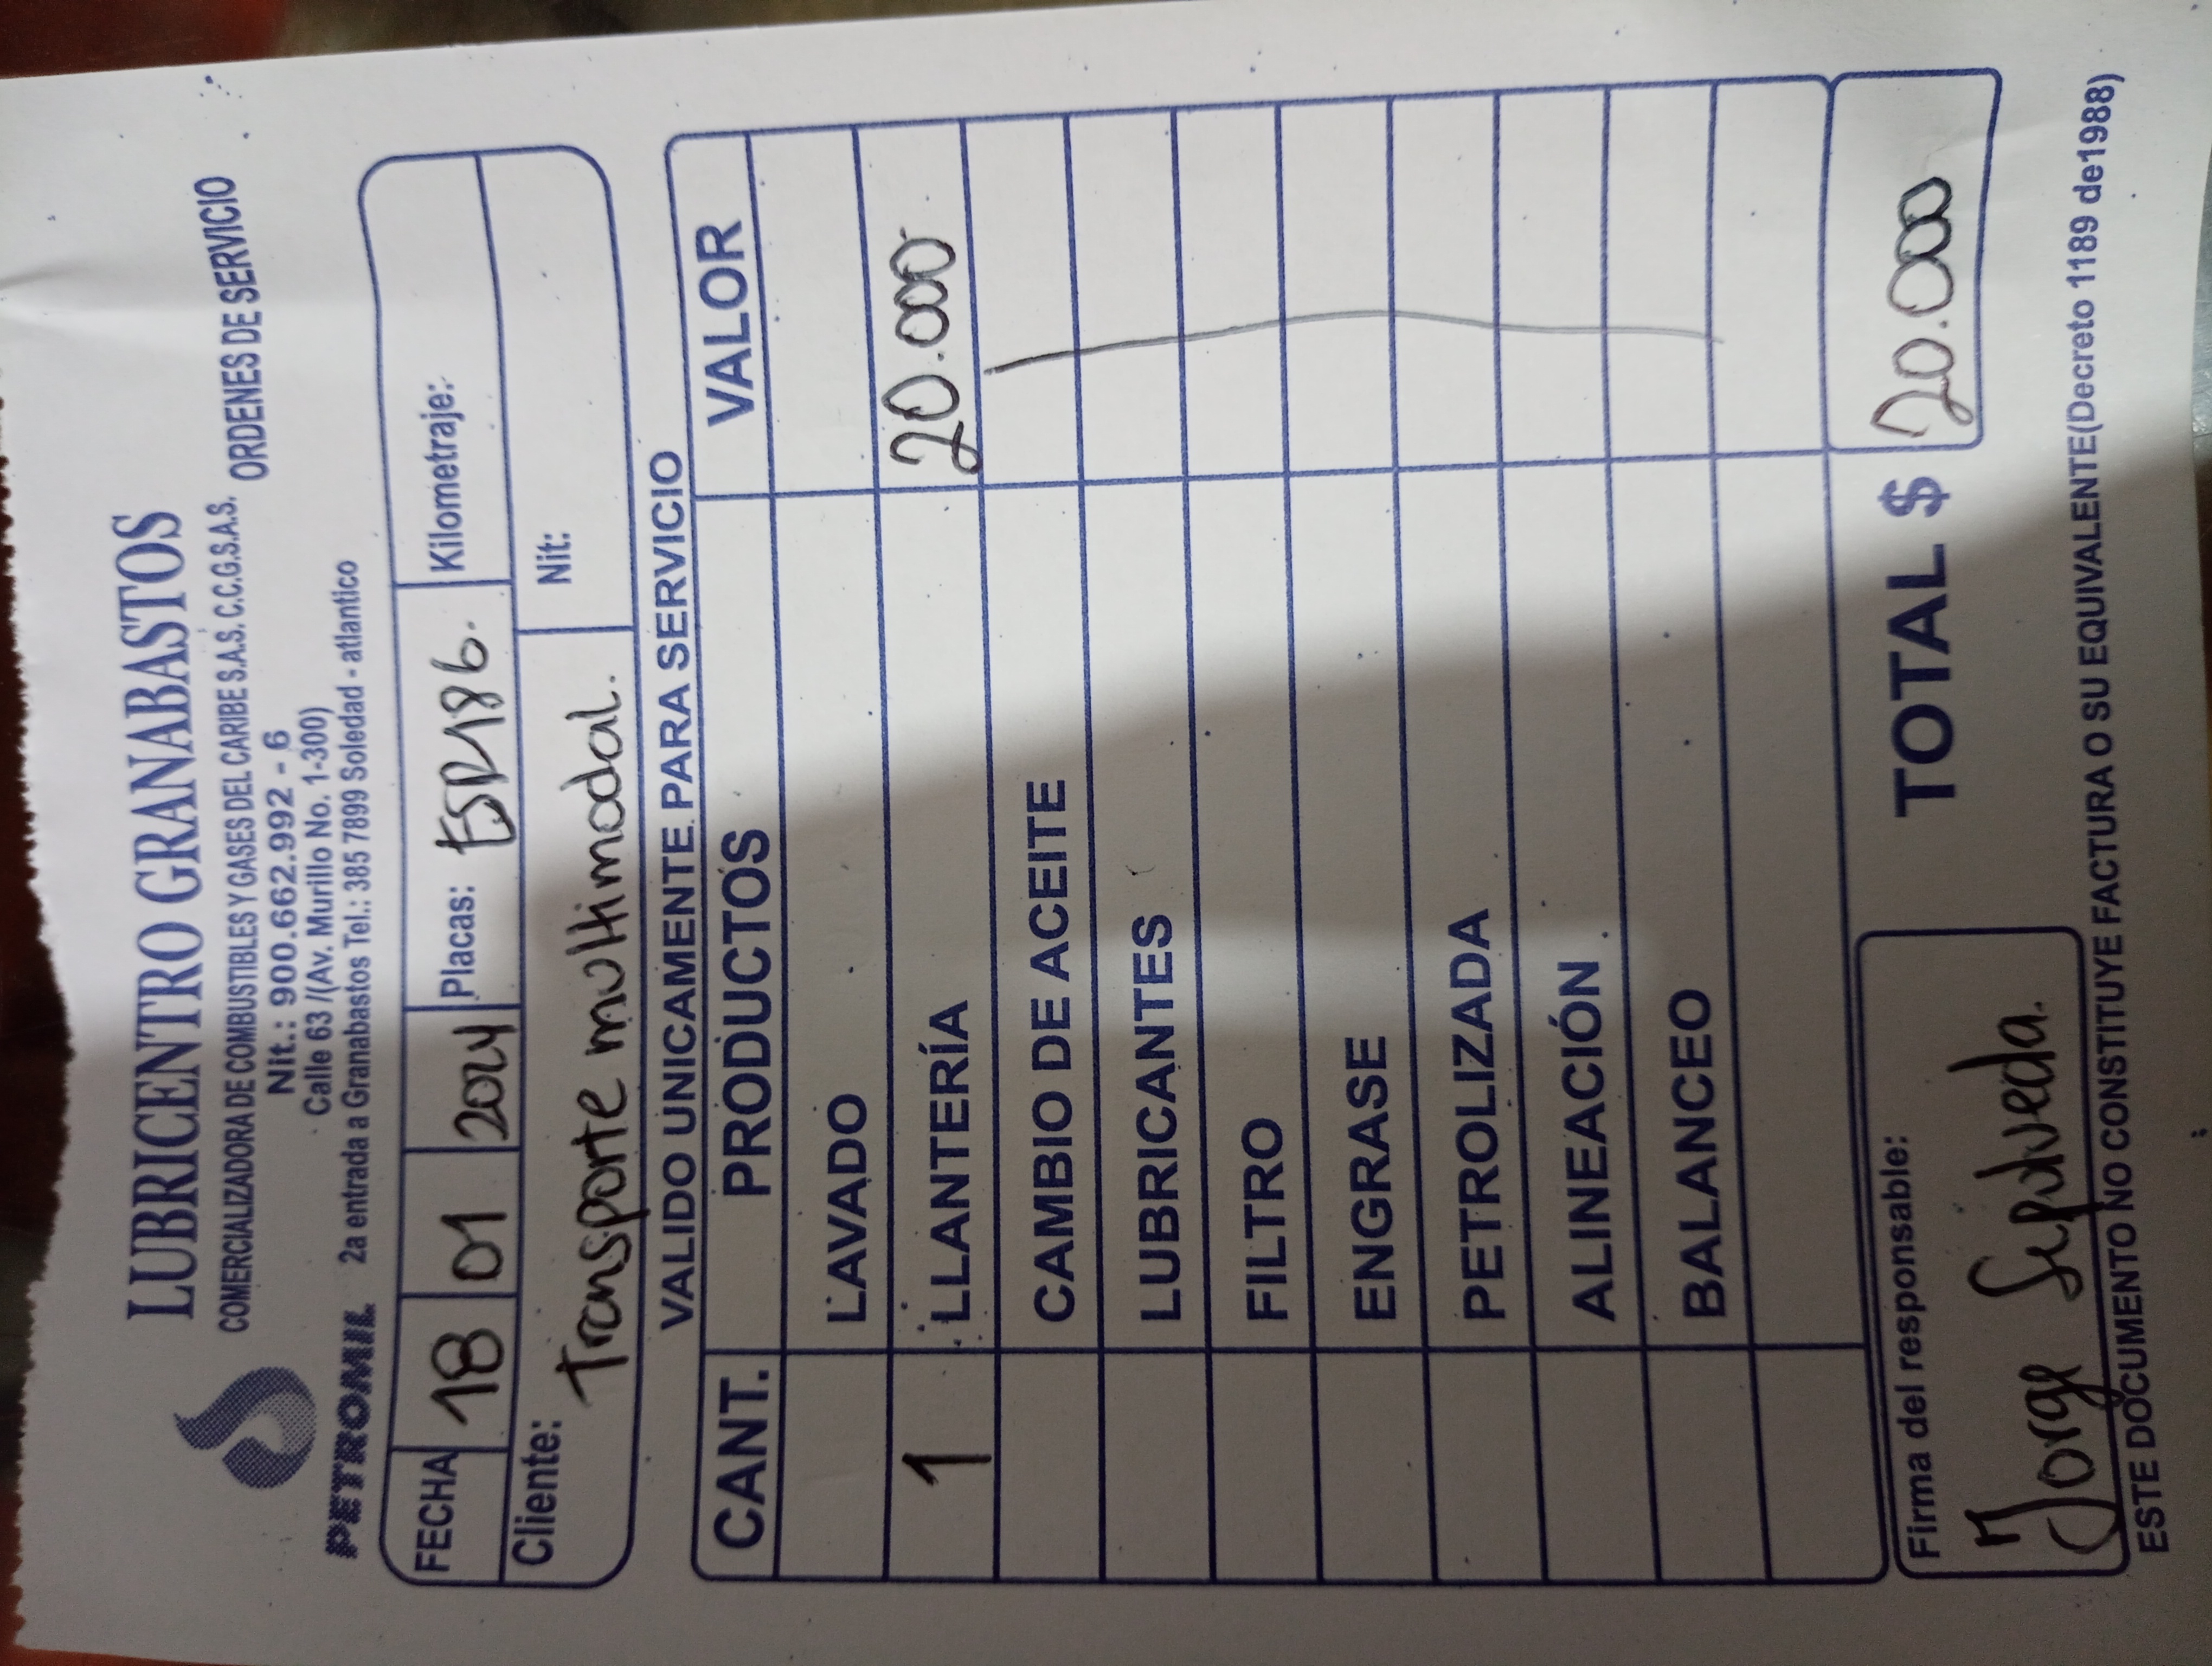 LUBRICENTRO GRANABASTOS
COMERCIALIZADORA DE COMBUSTIBLES Y GASES DEL CARIBE S.A.S. C.C.G.S.A.S.
ORDENES DE SERVICIO
Nit.: 900.662.992 - 6
Calle 63 /(Av. Murillo No. 1-300)
PETROMIL 2a entrada a Granabastos Tel.: 385 7899 Soledad - atlantico
FECHA 18 01 2024 Placas: ESR186. Kilometraje:
Cliente: Transporte multimodal. Nit:
VALIDO UNICAMENTE PARA SERVICIO
CANT. PRODUCTOS VALOR
LAVADO
1 LLANTERÍA 20.000
CAMBIO DE ACEITE
LUBRICANTES
FILTRO
ENGRASE
PETROLIZADA
ALINEACIÓN
BALANCEO
Firma del responsable: TOTAL $ 20.000
Jorge Sepulveda.
ESTE DOCUMENTO NO CONSTITUYE FACTURA O SU EQUIVALENTE(Decreto 1189 de1988)